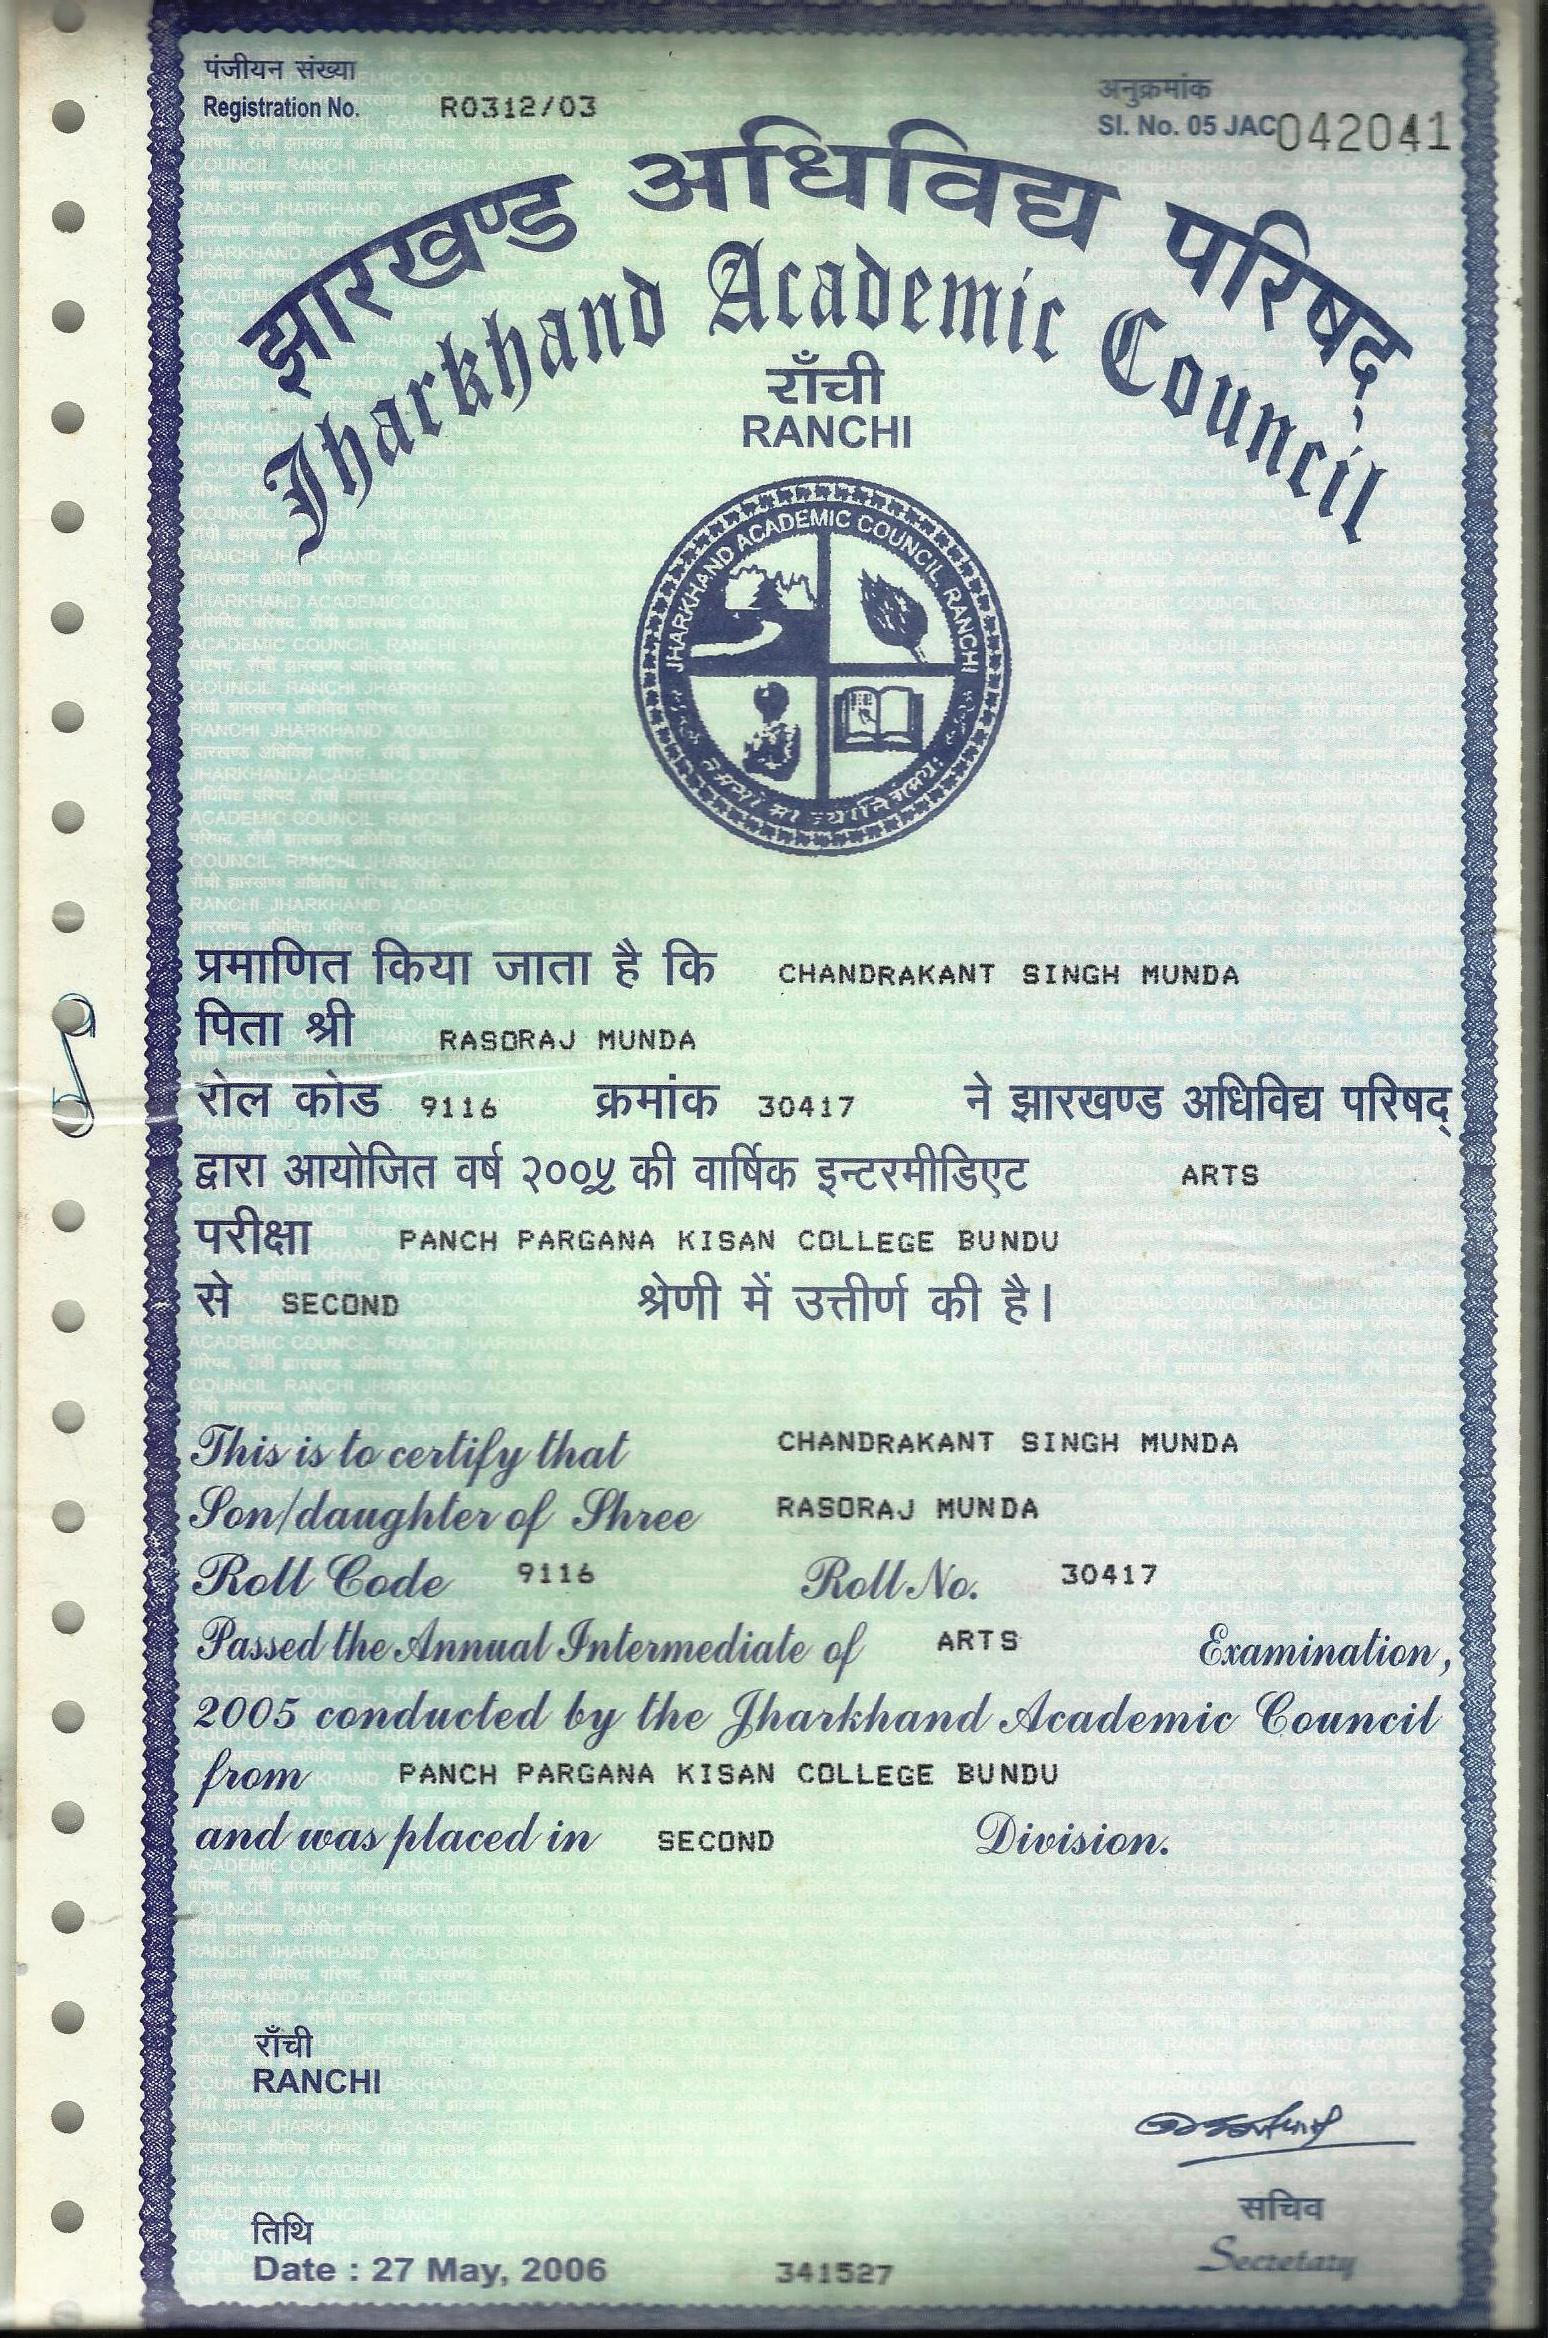 पंजीयन संख्या
Registration No. R0312/03
अनुक्रमांक
Sl. No. 05 JAC 042041
झारखण्ड अधिविद्य परिषद्
Jharkhand Academic Council
राँची
RANCHI
JHARKHAND ACADEMIC COUNCIL, RANCHI
प्रमाणित किया जाता है कि CHANDRAKANT SINGH MUNDA
पिता श्री RASORAJ MUNDA
रोल कोड 9116 क्रमांक 30417 ने झारखण्ड अधिविद्य परिषद्
द्वारा आयोजित वर्ष २००५ की वार्षिक इन्टरमीडिएट ARTS
परीक्षा PANCH PARGANA KISAN COLLEGE BUNDU
से SECOND श्रेणी में उत्तीर्ण की है।
This is to certify that CHANDRAKANT SINGH MUNDA
Son/daughter of Shree RASORAJ MUNDA
Roll Code 9116 Roll No. 30417
Passed the Annual Intermediate of ARTS Examination,
2005 conducted by the Jharkhand Academic Council
from PANCH PARGANA KISAN COLLEGE BUNDU
and was placed in SECOND Division.
राँची
RANCHI
सचिव
Secretary
तिथि
Date : 27 May, 2006
341527